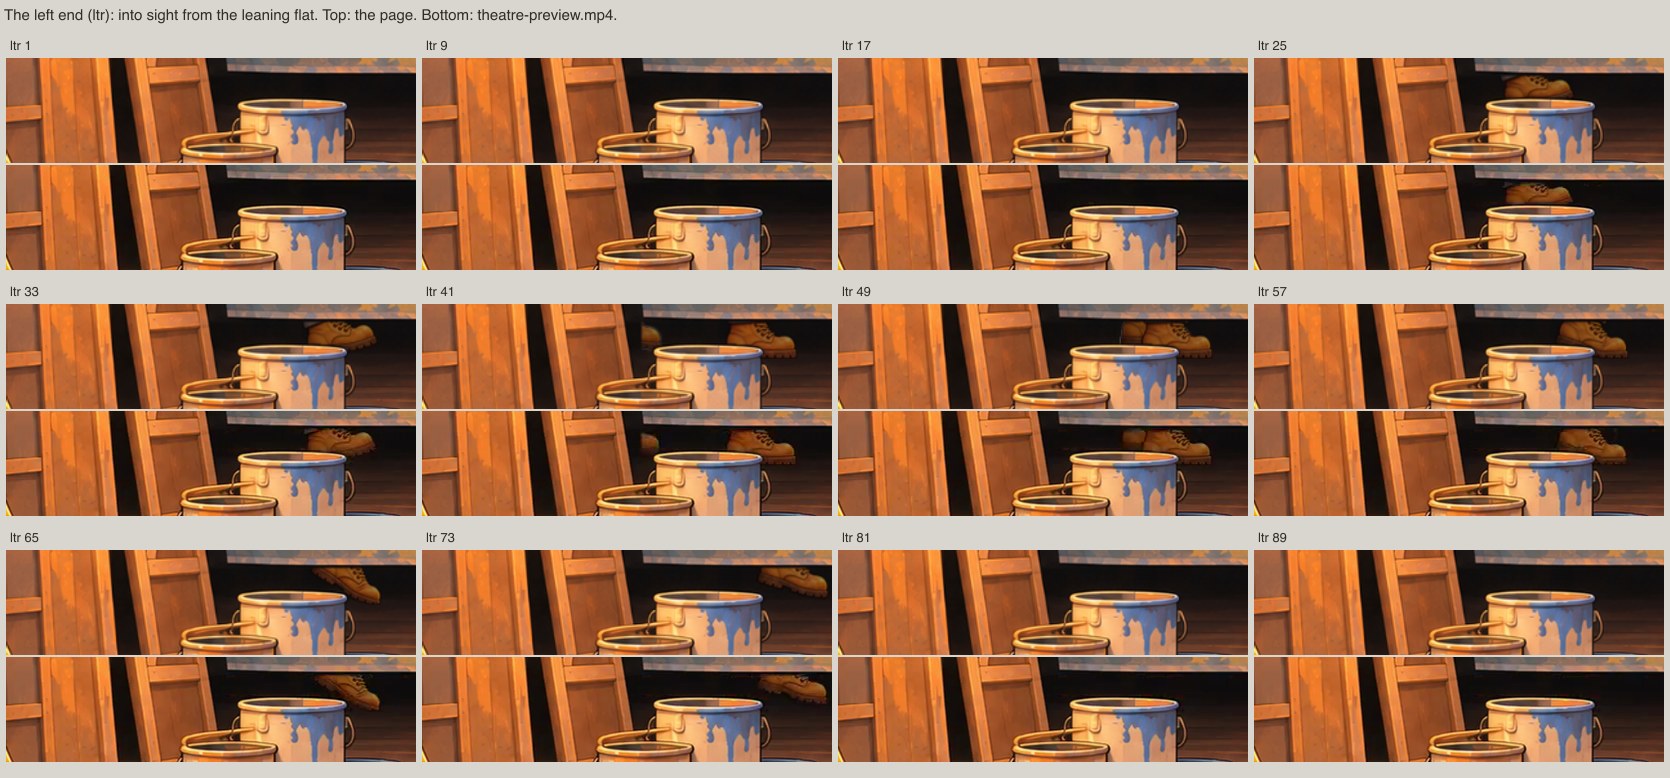 The left end (ltr): into sight from the leaning flat. Top: the page. Bottom: theatre-preview.mp4.
ltr 1
ltr 9
ltr 17
ltr 25
ltr 33
ltr 41
ltr 49
ltr 57
ltr 65
ltr 73
ltr 81
ltr 89